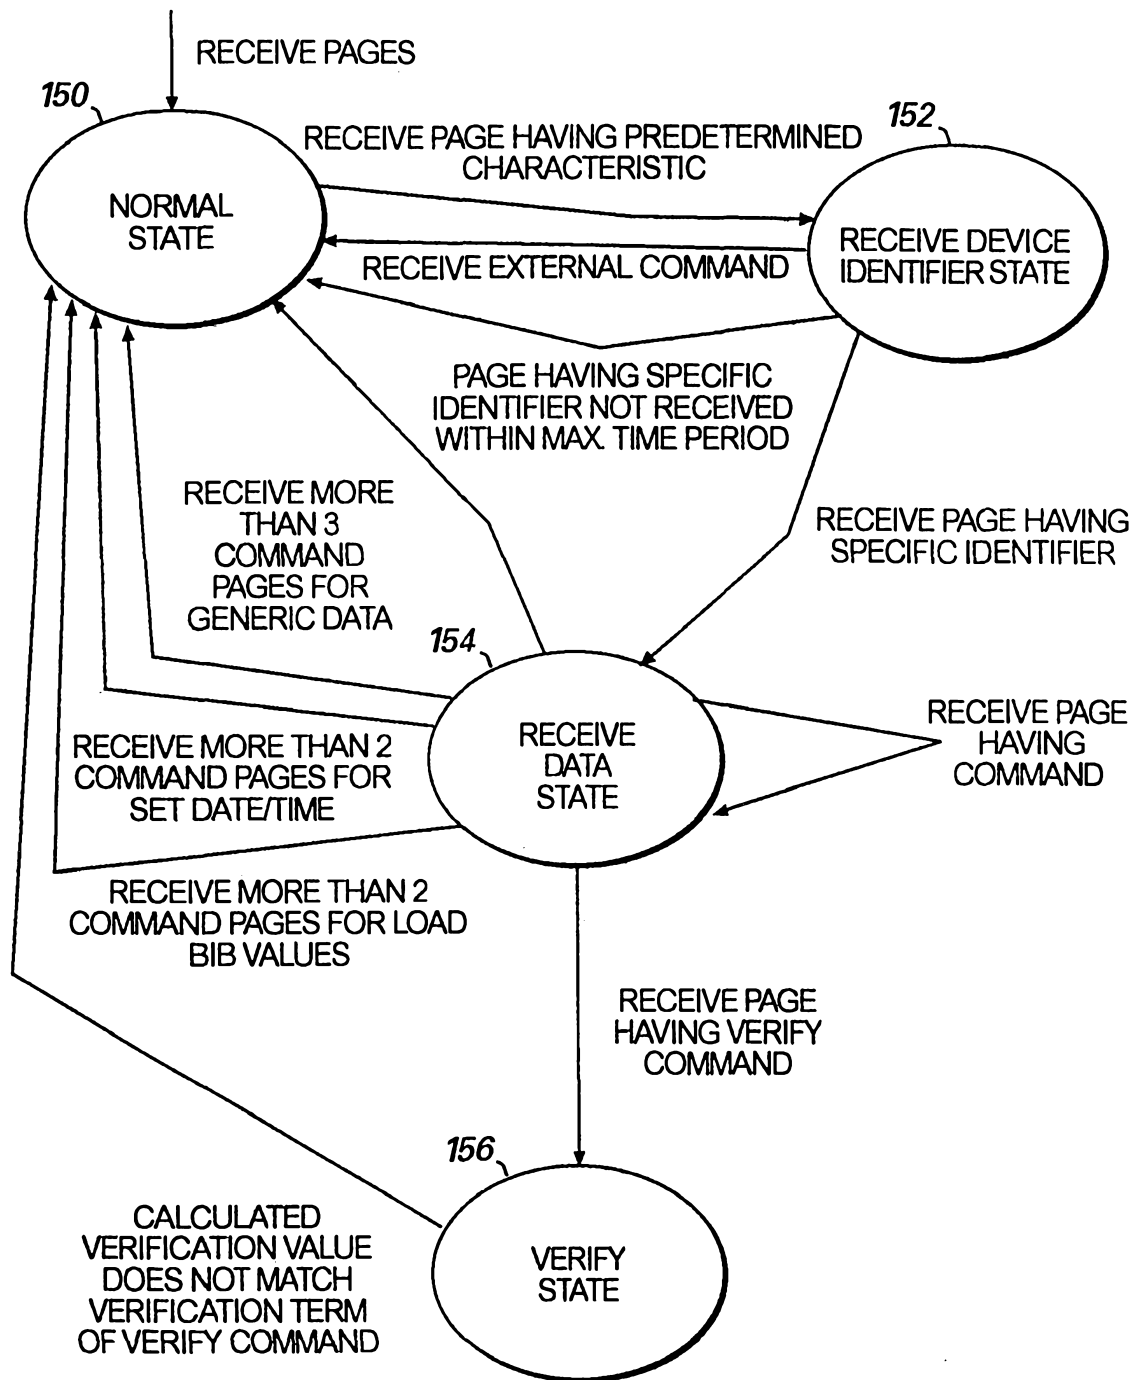 RECEIVE PAGES
150
NORMAL
STATE
RECEIVE PAGE HAVING PREDETERMINED
CHARACTERISTIC
152
RECEIVE DEVICE
IDENTIFIER STATE
RECEIVE EXTERNAL COMMAND
PAGE HAVING SPECIFIC
IDENTIFIER NOT RECEIVED
WITHIN MAX. TIME PERIOD
RECEIVE MORE
THAN 3
COMMAND
PAGES FOR
GENERIC DATA
RECEIVE PAGE HAVING
SPECIFIC IDENTIFIER
154
RECEIVE
DATA
STATE
RECEIVE PAGE
HAVING
COMMAND
RECEIVE MORE THAN 2
COMMAND PAGES FOR
SET DATE/TIME
RECEIVE MORE THAN 2
COMMAND PAGES FOR LOAD
BIB VALUES
RECEIVE PAGE
HAVING VERIFY
COMMAND
156
VERIFY
STATE
CALCULATED
VERIFICATION VALUE
DOES NOT MATCH
VERIFICATION TERM
OF VERIFY COMMAND